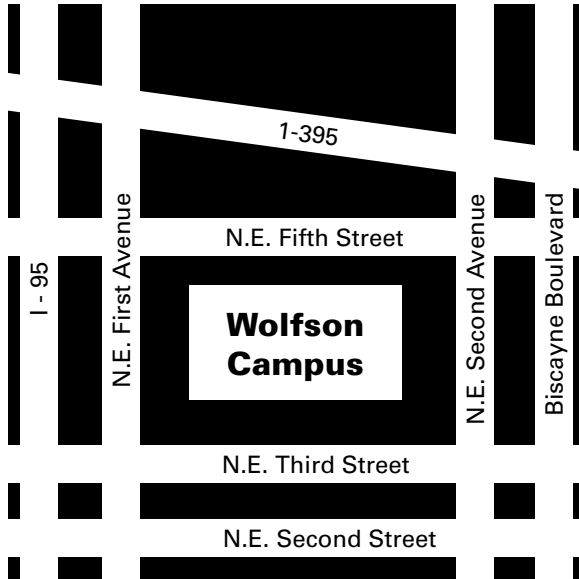 1-395
N.E. Fifth Street
I - 95
N.E. First Avenue
Wolfson
Campus
N.E. Second Avenue
Biscayne Boulevard
N.E. Third Street
N.E. Second Street